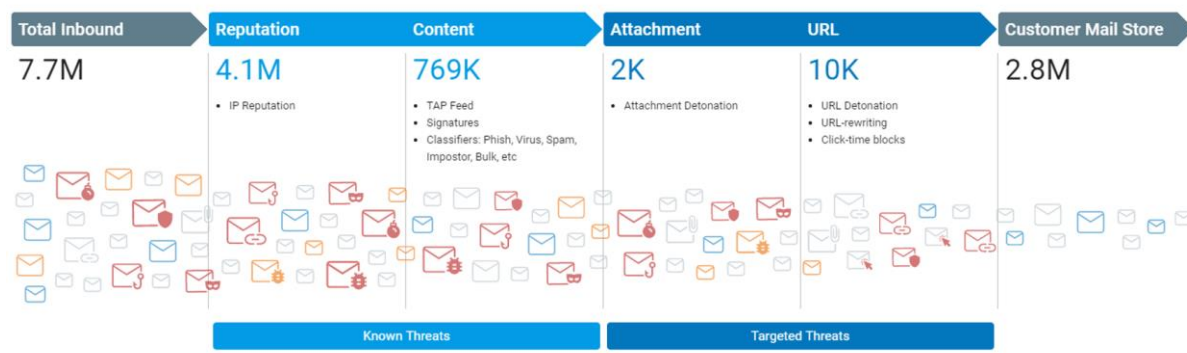 Total Inbound
Reputation
Content
Attachment
URL
Customer Mail Store
7.7M
4.1M
769K
2K
10K
2.8M
• IP Reputation
• TAP Feed
• Signatures
• Classifiers: Phish, Virus, Spam,
Impostor, Bulk, etc
• Attachment Detonation
• URL Detonation
• URL-rewriting
• Click-time blocks
Known Threats
Targeted Threats